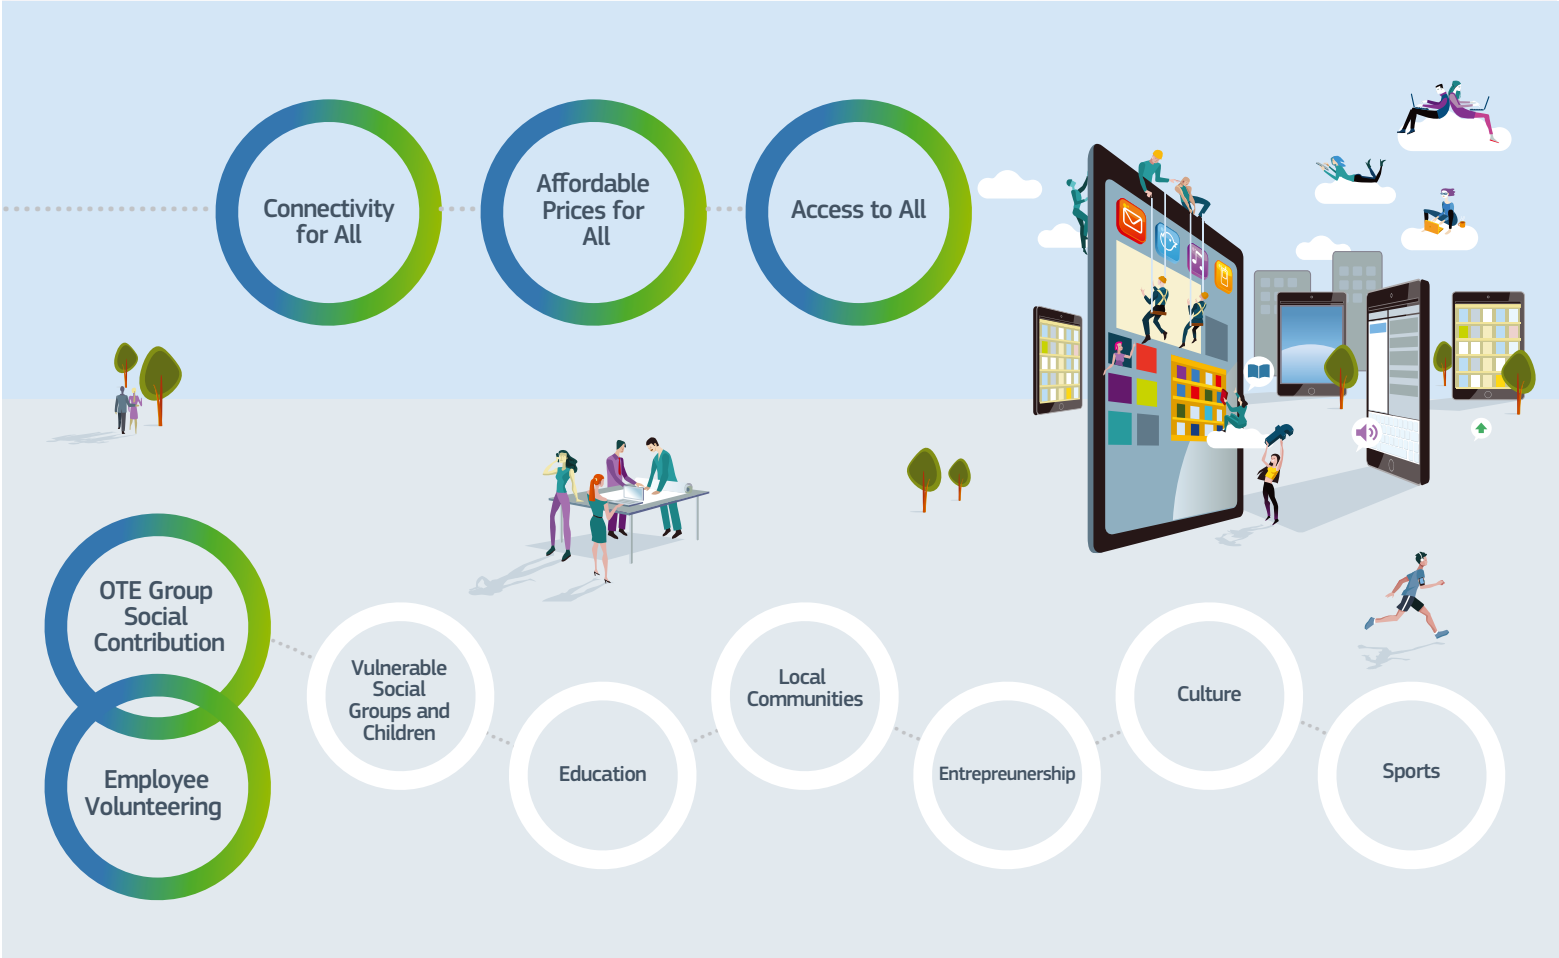 Connectivity
for All
Affordable
Prices for
All
Access to All
OTE Group
Social
Contribution
Employee
Volunteering
Vulnerable
Social
Groups and
Children
Education
Local
Communities
Entrepreunership
Culture
Sports